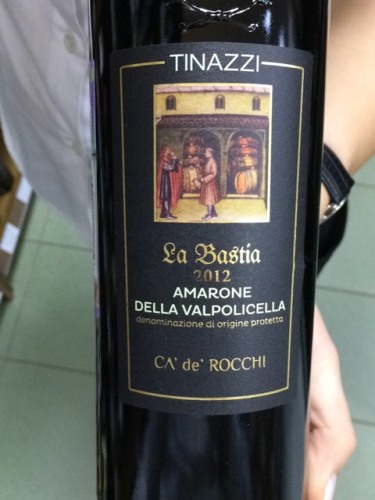 TINAZZI
La Bastia
2012
AMARONE
DELLA VALPOLICELLA
denominazione di origine protetta
CA' de' ROCCHI